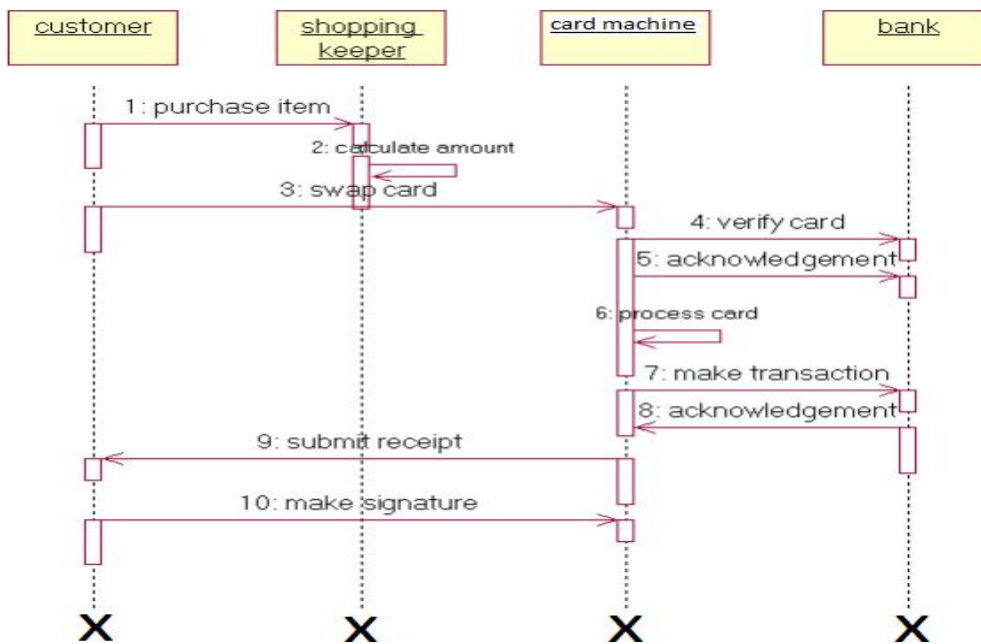 customer
shopping
keeper
card machine
bank
1: purchase item
2: calculate amount
3: swap card
4: verify card
5: acknowledgement
6: process card
7: make transaction
8: acknowledgement
9: submit receipt
10: make signature
X X X X